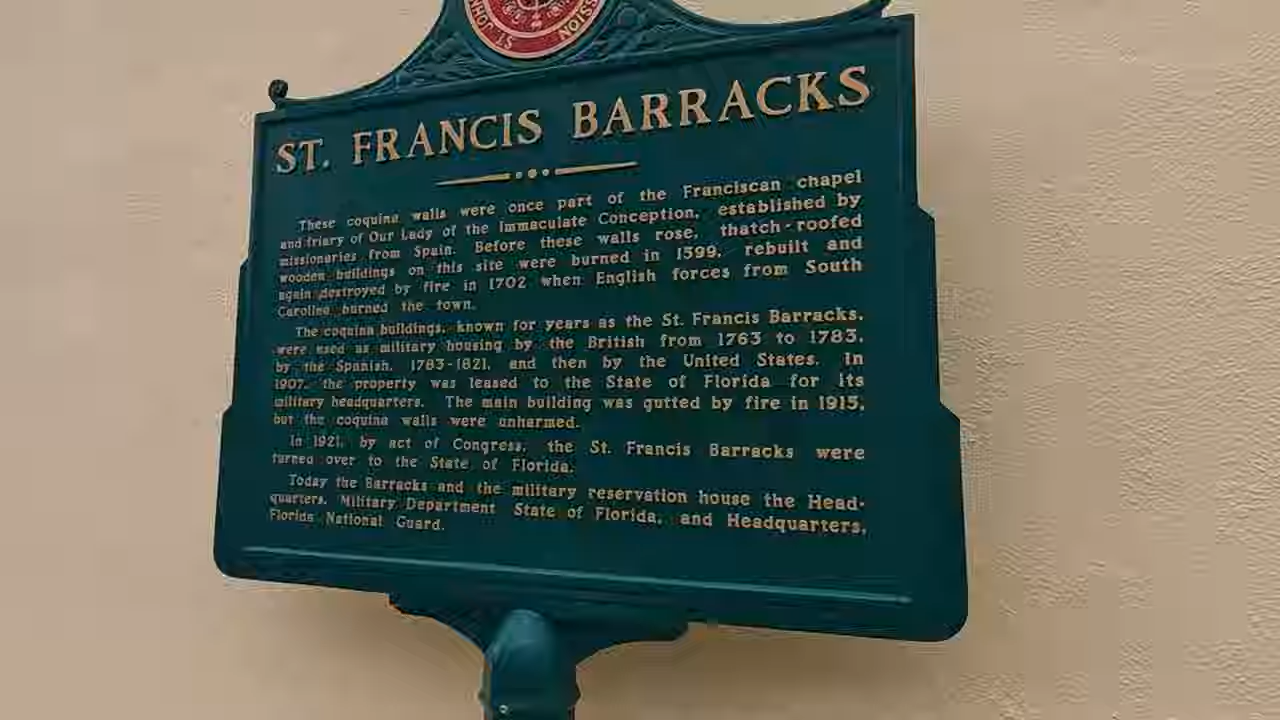 ST. JOHN
SSION
ST. FRANCIS BARRACKS
These coquina walls were once part of the Franciscan chapel
and friary of Our Lady of the Immaculate Conception, established by
missionaries from Spain. Before these walls rose, thatch-roofed
wooden buildings on this site were burned in 1599, rebuilt and
again destroyed by fire in 1702 when English forces from South
Carolina burned the town.
The coquina buildings, known for years as the St. Francis Barracks,
were used as military housing by the British from 1763 to 1783,
by the Spanish, 1783-1821, and then by the United States. In
1907, the property was leased to the State of Florida for its
military headquarters. The main building was gutted by fire in 1915,
but the coquina walls were unharmed.
In 1921, by act of Congress, the St. Francis Barracks were
turned over to the State of Florida.
Today the Barracks and the military reservation house the Head-
quarters, Military Department State of Florida, and Headquarters,
Florida National Guard.